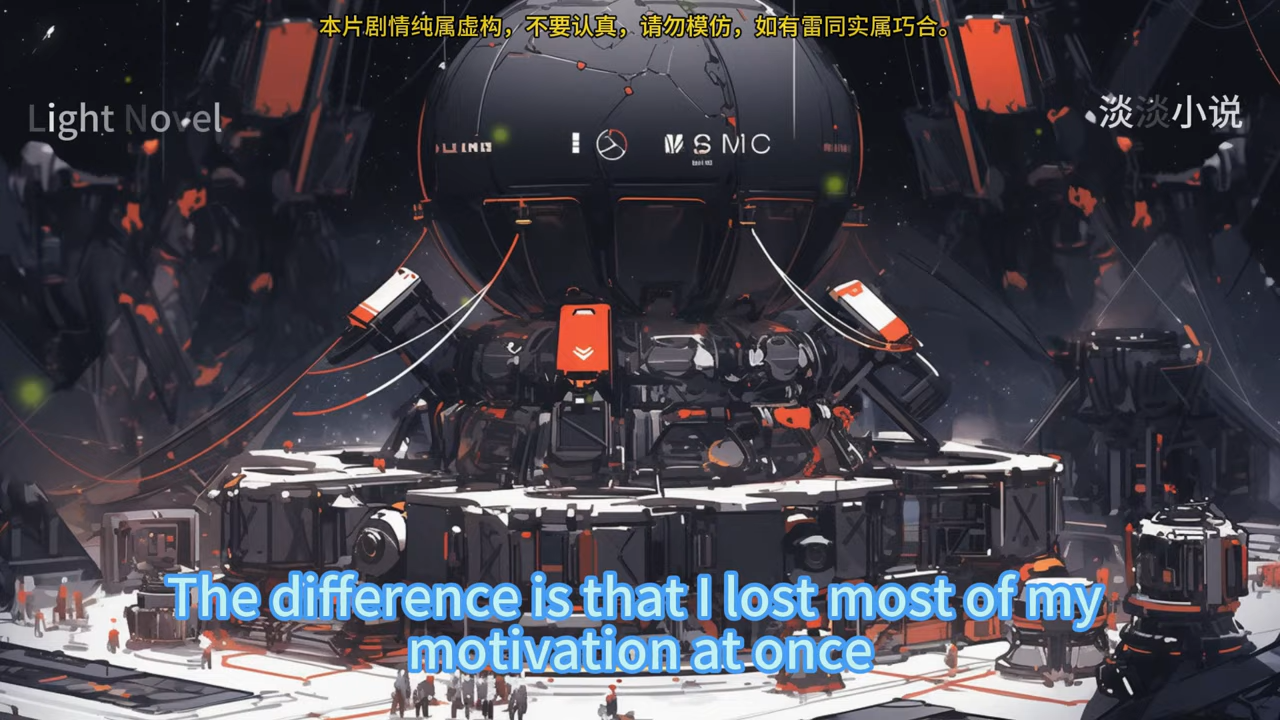 本片剧情纯属虚构，不要认真，请勿模仿，如有雷同实属巧合。
Light Novel
淡淡小说
SMC
The difference is that I lost most of my
motivation at once